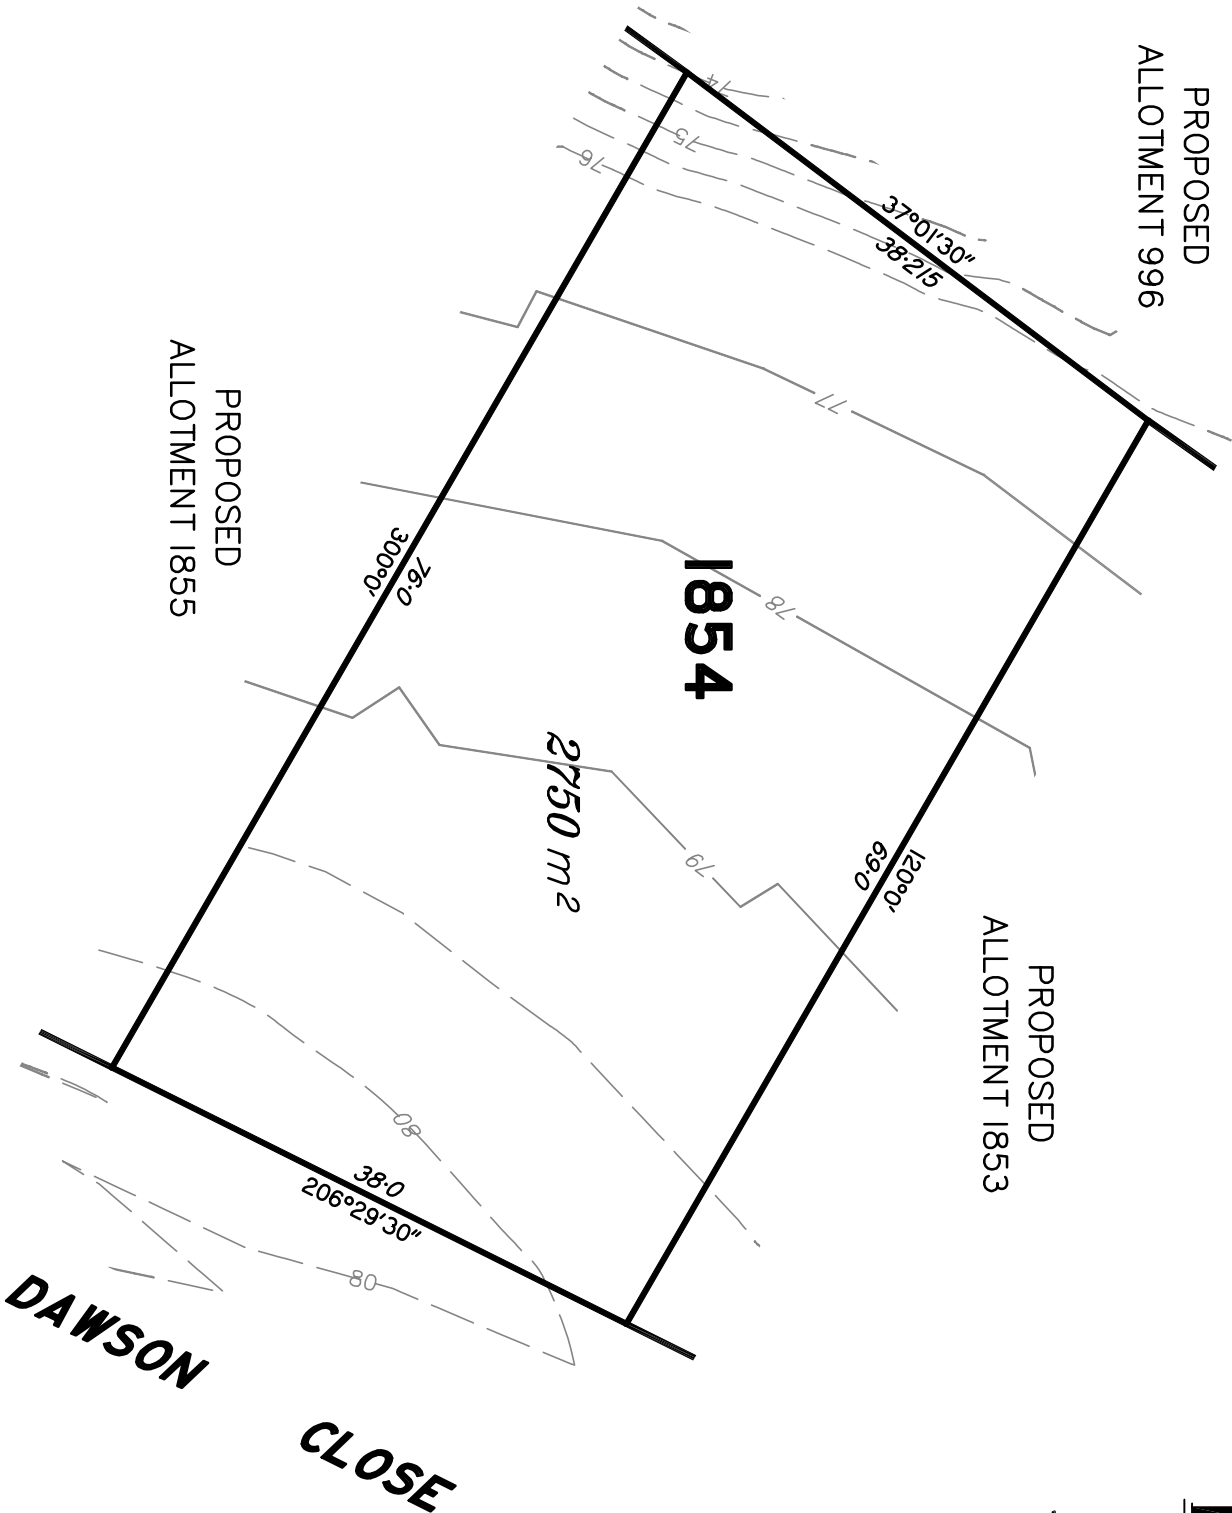 PROPOSED
ALLOTMENT 996
74
75
76
37°01'30"
38·215
77
PROPOSED
ALLOTMENT 1855
300°0'
76·0
1854
78
2750 m²
79
69·0
120°0'
PROPOSED
ALLOTMENT 1853
80
38·0
206°29'30"
80
DAWSON CLOSE